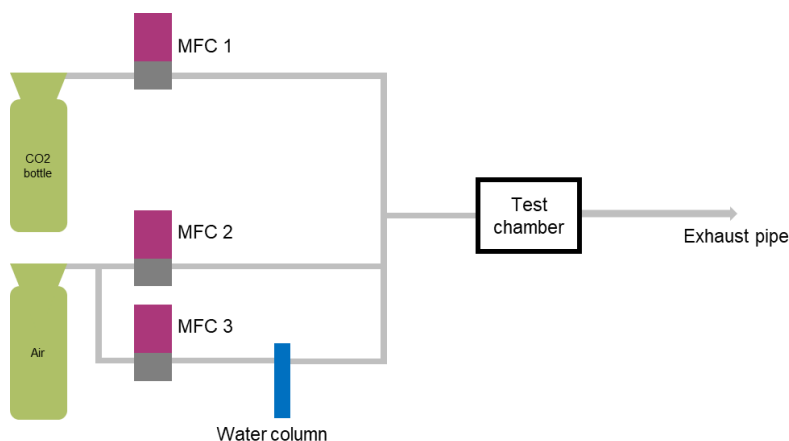 MFC 1
CO2
bottle
Test
chamber
MFC 2
Exhaust pipe
MFC 3
Air
Water column